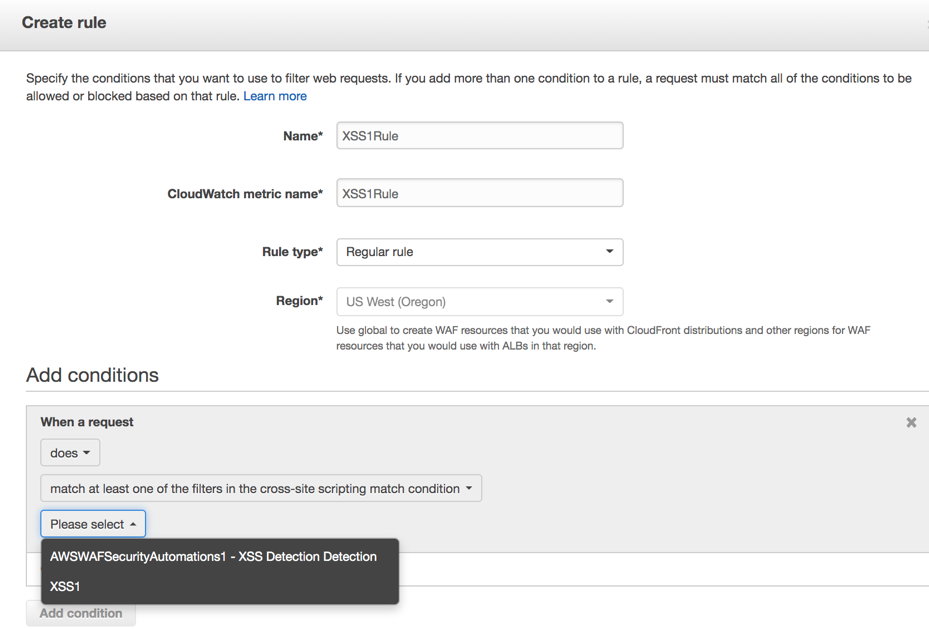 Create rule
Specify the conditions that you want to use to filter web requests. If you add more than one condition to a rule, a request must match all of the conditions to be
allowed or blocked based on that rule. Learn more
Name* XSS1Rule
CloudWatch metric name* XSS1Rule
Rule type* Regular rule
Region* US West (Oregon)
Use global to create WAF resources that you would use with CloudFront distributions and other regions for WAF
resources that you would use with ALBs in that region.
Add conditions
When a request
does
match at least one of the filters in the cross-site scripting match condition
Please select
AWSWAFSecurityAutomations1 - XSS Detection Detection
XSS1
Add condition